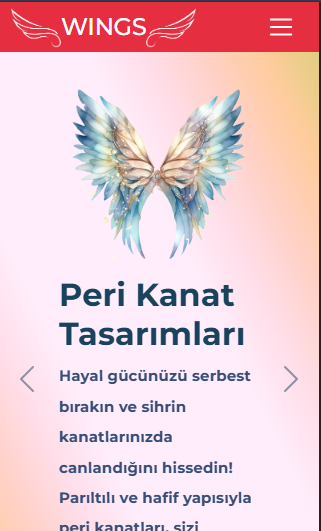 WINGS
Peri Kanat
Tasarımları
Hayal gücünüzü serbest
bırakın ve sihrin
kanatlarınızda
canlandığını hissedin!
Parıltılı ve hafif yapısıyla
peri kanatları, sizi